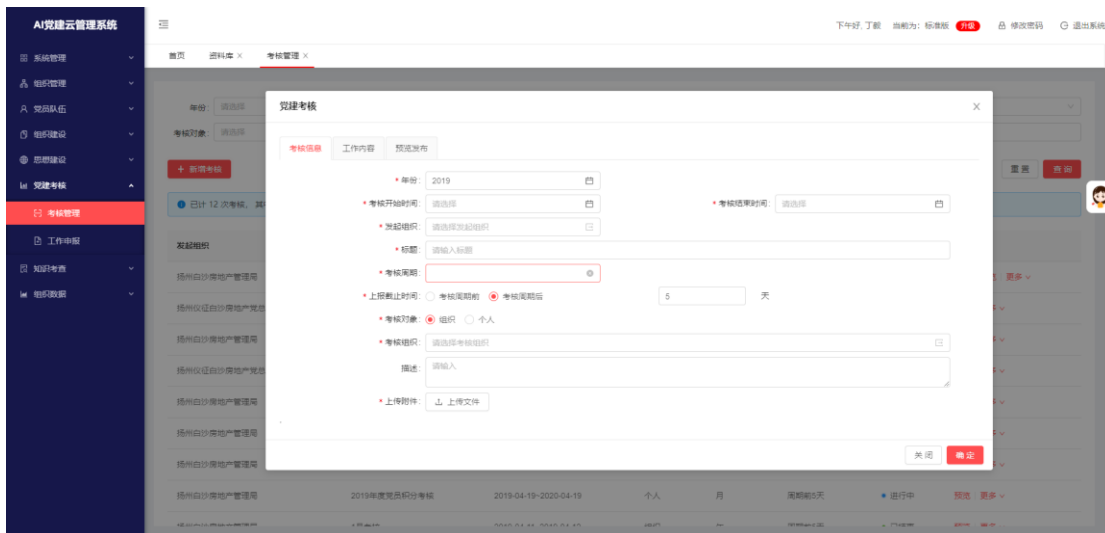 AI党建云管理系统
下午好, 丁毅 当前为: 标准版 升级 修改密码 退出系统
系统管理
首页 资料库 × 考核管理 ×
组织管理
党员队伍
组织建设
思想建设
党建考核
考核管理
工作申报
知识考查
组织数据
年份: 请选择
考核对象: 请选择
+ 新增考核
重置 查询
已计 12 次考核,
发起组织
扬州白沙房地产管理局 更多
扬州仪征白沙房地产党总
扬州白沙房地产管理局
扬州仪征白沙房地产党总
扬州白沙房地产管理局
扬州白沙房地产管理局
扬州白沙房地产管理局
扬州白沙房地产管理局 2019年度党员积分考核 2019-04-19~2020-04-19 个人 月 周期前5天 进行中 预览 更多
党建考核
考核信息 工作内容 预览发布
* 年份: 2019
* 考核开始时间: 请选择 * 考核结束时间: 请选择
* 发起组织: 请选择发起组织
* 标题: 请输入标题
* 考核周期:
* 上报截止时间: 考核周期前 考核周期后 5 天
* 考核对象: 组织 个人
* 考核组织: 请选择考核组织
描述: 请输入
* 上传附件: 上传文件
关闭 确定